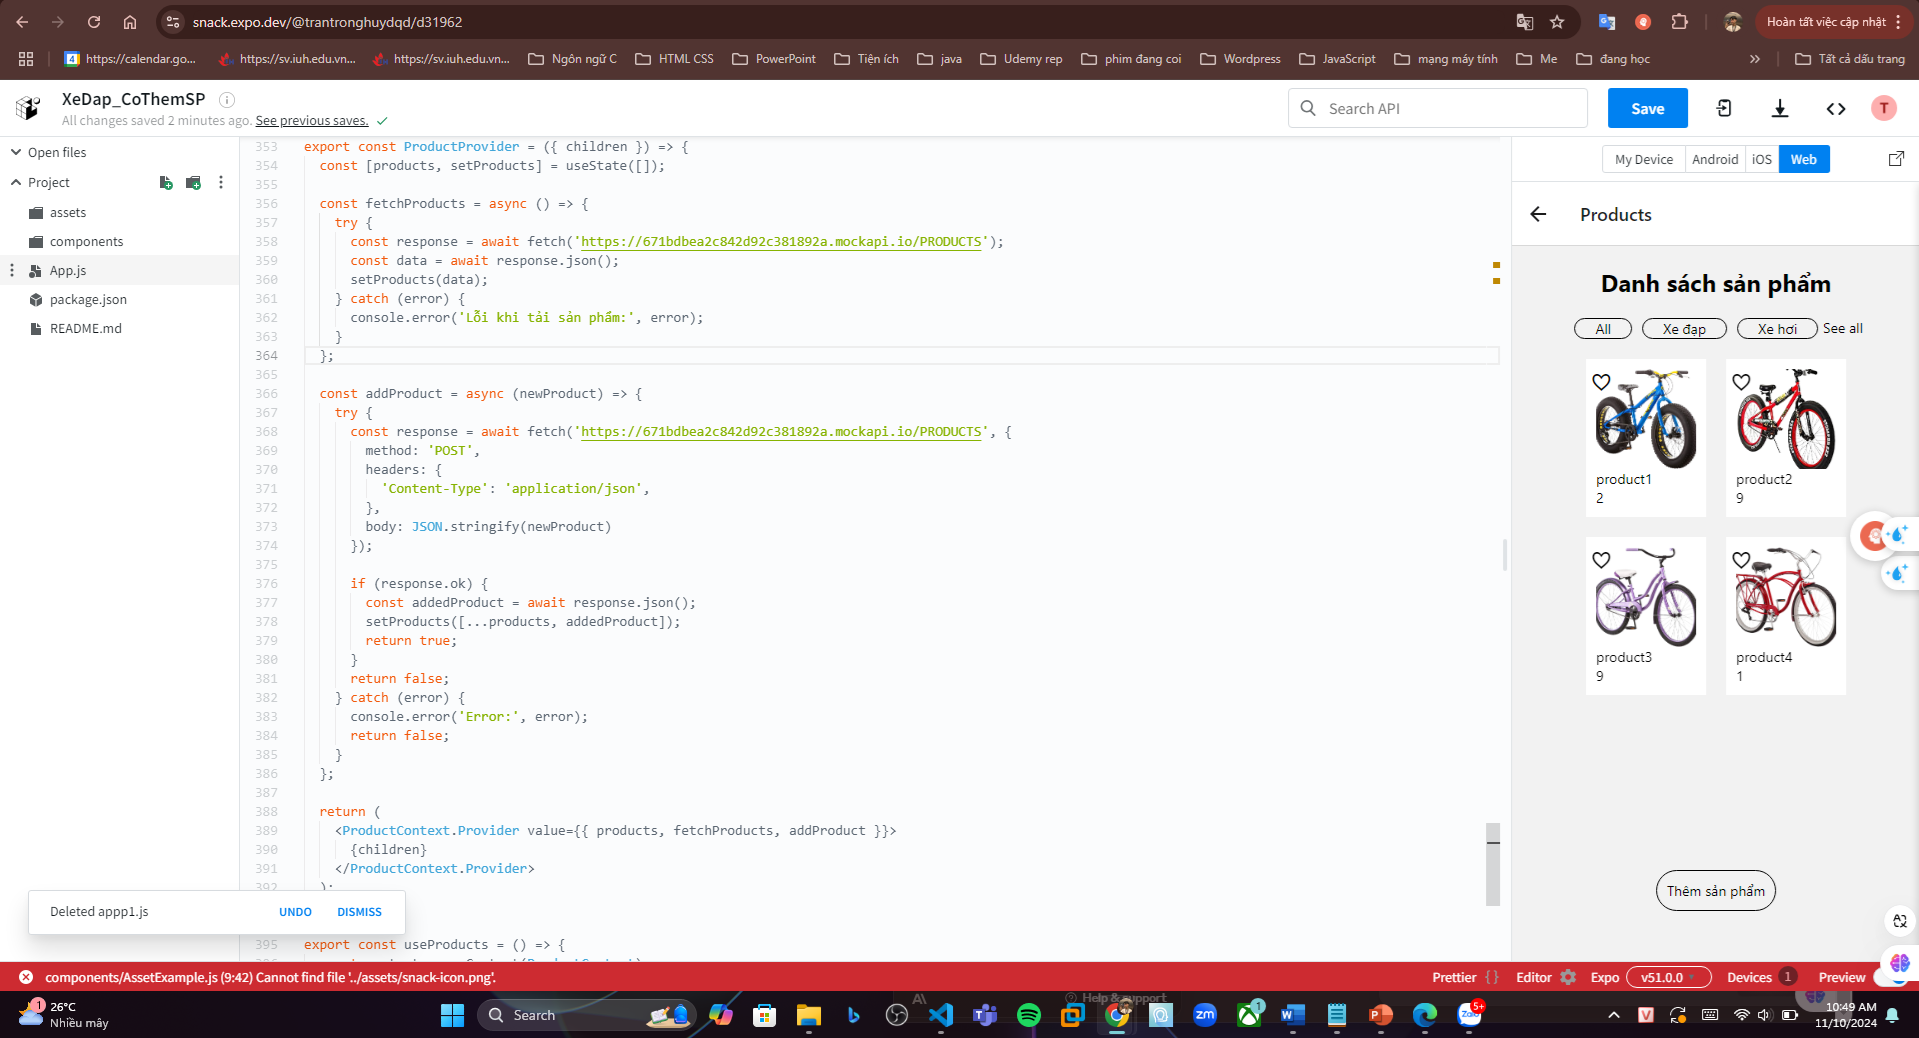 snack.expo.dev/@trantronghuydqd/d31962
Hoàn tất việc cập nhật
https://calendar.go...
https://sv.iuh.edu.vn...
https://sv.iuh.edu.vn...
Ngôn ngữ C
HTML CSS
PowerPoint
Tiện ích
java
Udemy rep
phim đang coi
Wordpress
JavaScript
mạng máy tính
Me
đang học
Tất cả dấu trang
XeDap_CoThemSP
All changes saved 2 minutes ago. See previous saves.
Search API
Save
T
Open files
Project
assets
components
App.js
package.json
README.md
353 export const ProductProvider = ({ children }) => {
354 const [products, setProducts] = useState([]);
355
356 const fetchProducts = async () => {
357 try {
358 const response = await fetch('https://671bdbea2c842d92c381892a.mockapi.io/PRODUCTS');
359 const data = await response.json();
360 setProducts(data);
361 } catch (error) {
362 console.error('Lỗi khi tải sản phẩm:', error);
363 }
364 };
365
366 const addProduct = async (newProduct) => {
367 try {
368 const response = await fetch('https://671bdbea2c842d92c381892a.mockapi.io/PRODUCTS', {
369 method: 'POST',
370 headers: {
371 'Content-Type': 'application/json',
372 },
373 body: JSON.stringify(newProduct)
374 });
375
376 if (response.ok) {
377 const addedProduct = await response.json();
378 setProducts([...products, addedProduct]);
379 return true;
380 }
381 return false;
382 } catch (error) {
383 console.error('Error:', error);
384 return false;
385 }
386 };
387
388 return (
389 <ProductContext.Provider value={{ products, fetchProducts, addProduct }}>
390 {children}
391 </ProductContext.Provider>
392 );
395 export const useProducts = () => {
Deleted appp1.js
UNDO
DISMISS
My Device
Android
iOS
Web
Products
Danh sách sản phẩm
All
Xe đạp
Xe hơi
See all
product1
2
product2
9
product3
9
product4
1
Thêm sản phẩm
components/AssetExample.js (9:42) Cannot find file '../assets/snack-icon.png'.
Prettier
Editor
Expo
v51.0.0
Devices
1
Preview
Help & support
1
26°C
Nhiều mây
Search
1
5+
10:49 AM
11/10/2024